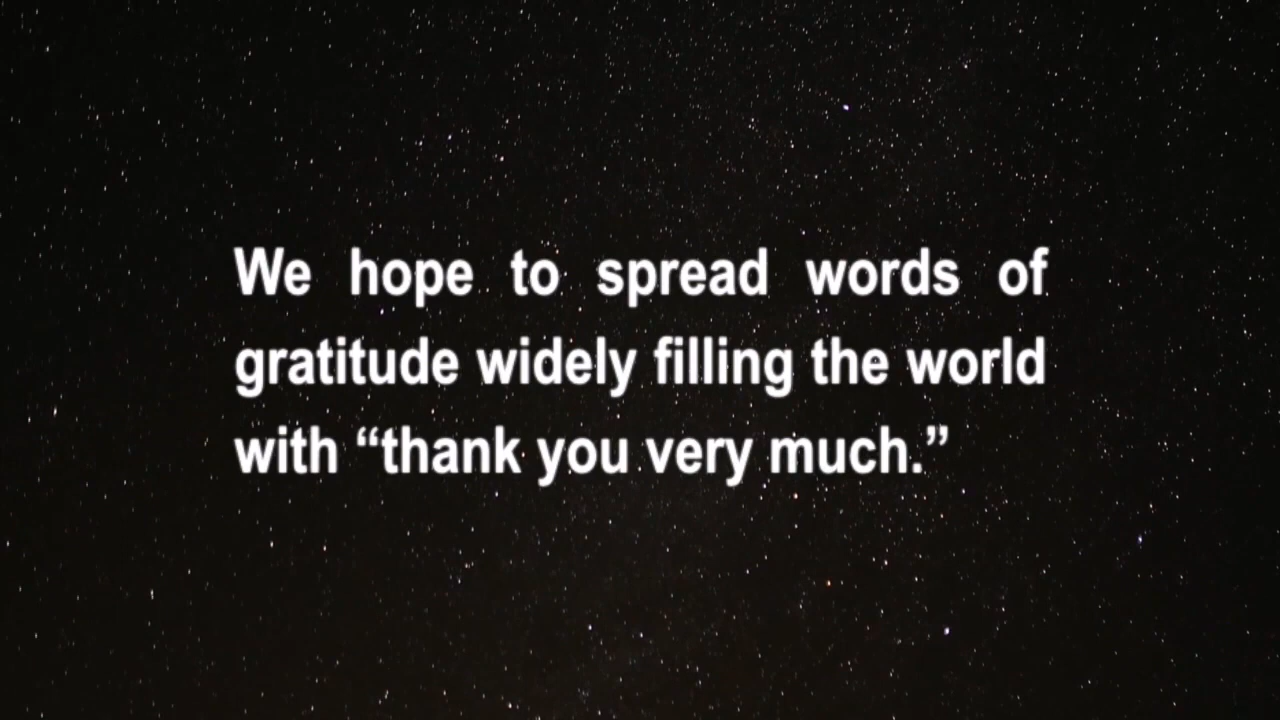 We hope to spread words of
gratitude widely filling the world
with “thank you very much.”